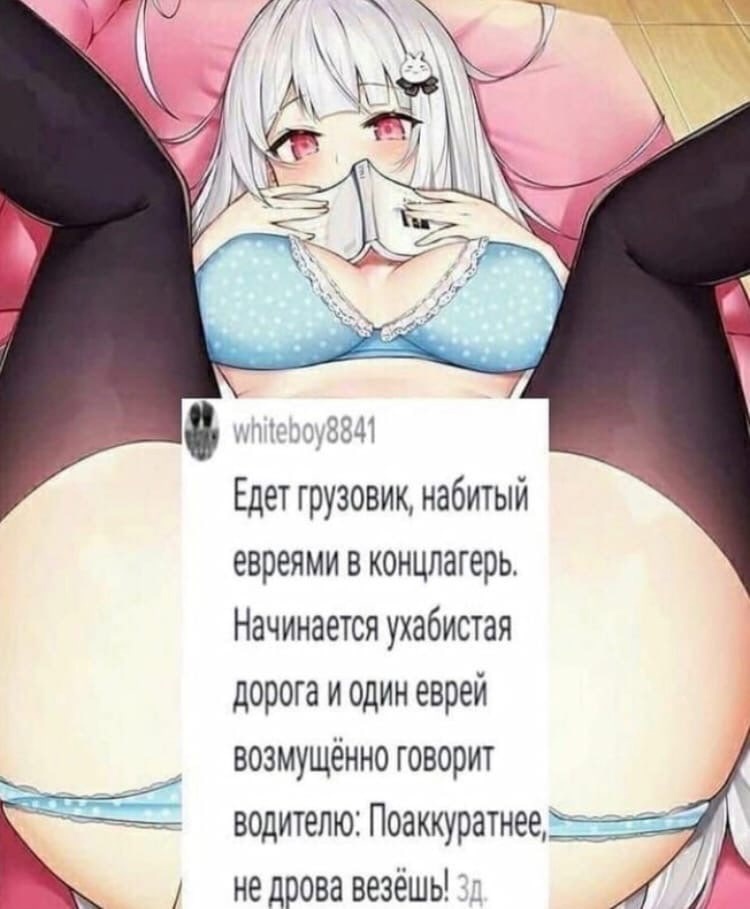 whiteboy8841
Едет грузовик, набитый
евреями в концлагерь.
Начинается ухабистая
дорога и один еврей
возмущённо говорит
водителю: Поаккуратнее,
не дрова везёшь! 3д.